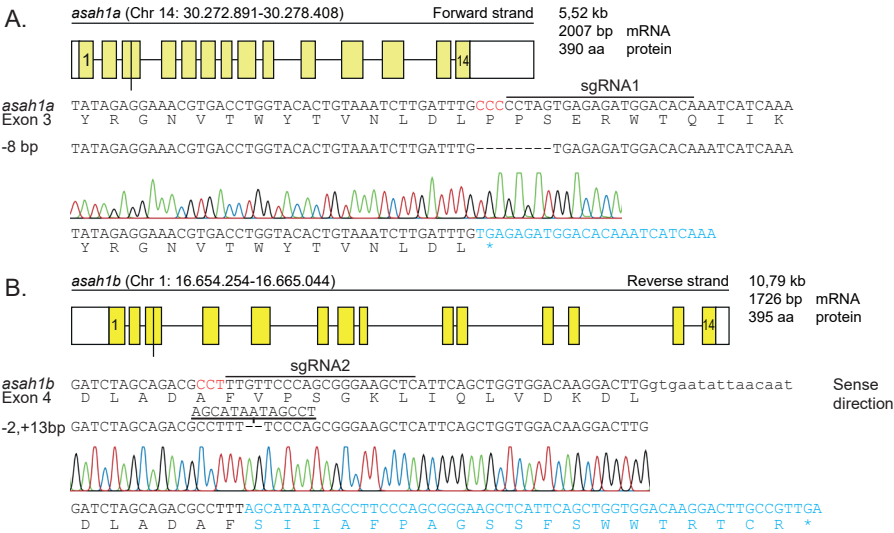 A.
asah1a (Chr 14: 30.272.891-30.278.408) Forward strand 5,52 kb
2007 bp mRNA
390 aa protein
1 14
sgRNA1
asah1a TATAGAGGAAACGTGACCTGGTACACTGTAAATCTTGATTTGCCCCCTAGTGAGAGATGGACACAAATCATCAAA
Exon 3 Y R G N V T W Y T V N L D L P P S E R W T Q I I K
-8 bp TATAGAGGAAACGTGACCTGGTACACTGTAAATCTTGATTTG--------TGAGAGATGGACACAAATCATCAAA
TATAGAGGAAACGTGACCTGGTACACTGTAAATCTTGATTTGTGAGAGATGGACACAAATCATCAAA
Y R G N V T W Y T V N L D L *
B.
asah1b (Chr 1: 16.654.254-16.665.044) Reverse strand 10,79 kb
1726 bp mRNA
395 aa protein
1 14
sgRNA2
asah1b GATCTAGCAGACGCCTTTGTTCCCAGCGGGAAGCTCATTCAGCTGGTGGACAAGGACTTGgtgaatattaacaat Sense
Exon 4 D L A D A F V P S G K L I Q L V D K D L direction
AGCATAATAGCCT
-2,+13bp GATCTAGCAGACGCCTTT--TCCCAGCGGGAAGCTCATTCAGCTGGTGGACAAGGACTTG
GATCTAGCAGACGCCTTTAGCATAATAGCCTTCCCAGCGGGAAGCTCATTCAGCTGGTGGACAAGGACTTGCCGTTGA
D L A D A F S I I A F P A G S S F S W W T R T C R *